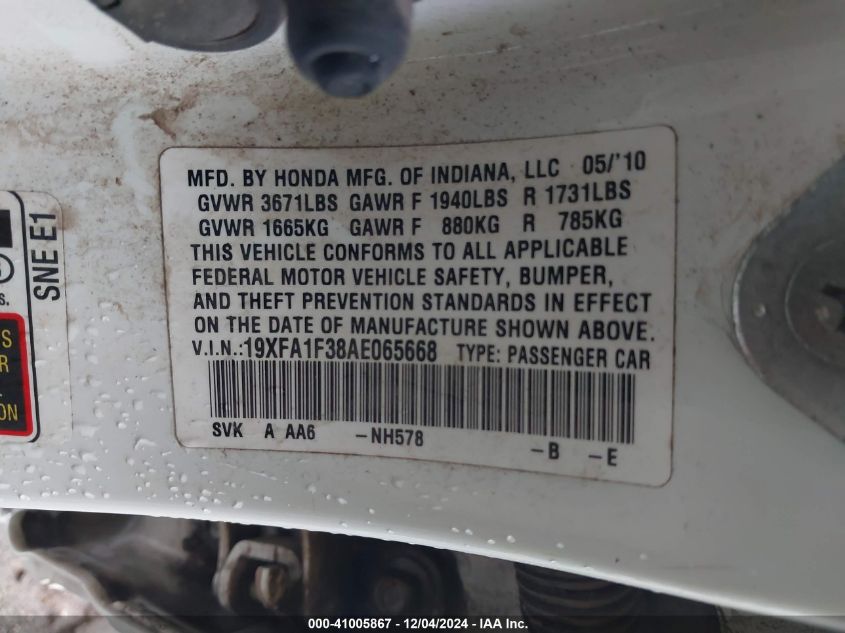 MFD. BY HONDA MFG. OF INDIANA, LLC 05/'10
GVWR 3671LBS GAWR F 1940LBS R 1731LBS
GVWR 1665KG GAWR F 880KG R 785KG
THIS VEHICLE CONFORMS TO ALL APPLICABLE
FEDERAL MOTOR VEHICLE SAFETY, BUMPER,
AND THEFT PREVENTION STANDARDS IN EFFECT
ON THE DATE OF MANUFACTURE SHOWN ABOVE.
V.I.N.:19XFA1F38AE065668 TYPE: PASSENGER CAR
SVK A AA6 -NH578 -B -E
SNE E1
s.
S
R
ON
000-41005867 - 12/04/2024 - IAA Inc.